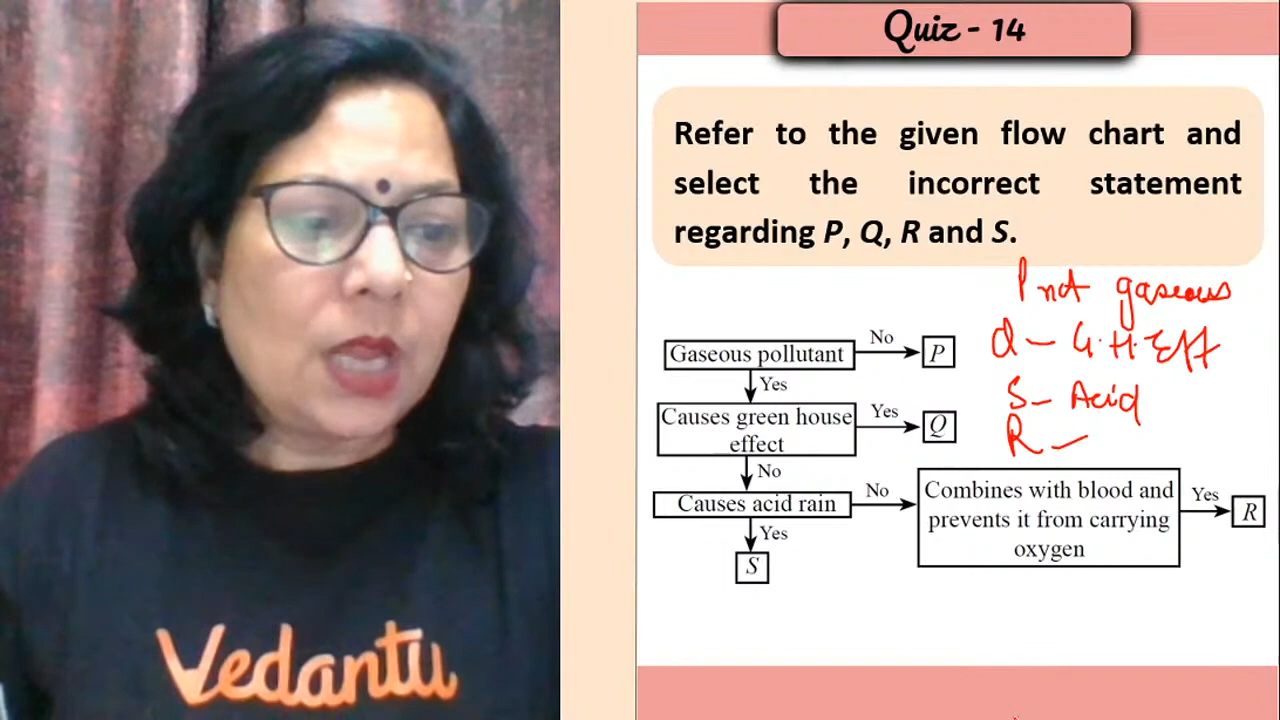 Quiz - 14
Refer to the given flow chart and
select the incorrect statement
regarding P, Q, R and S.
P not gaseous
Q - G.H.Eff
S - Acid
R -
Gaseous pollutant
No
P
Yes
Causes green house
effect
Yes
Q
No
Causes acid rain
No
Combines with blood and
prevents it from carrying
oxygen
Yes
R
Yes
S
Vedantu